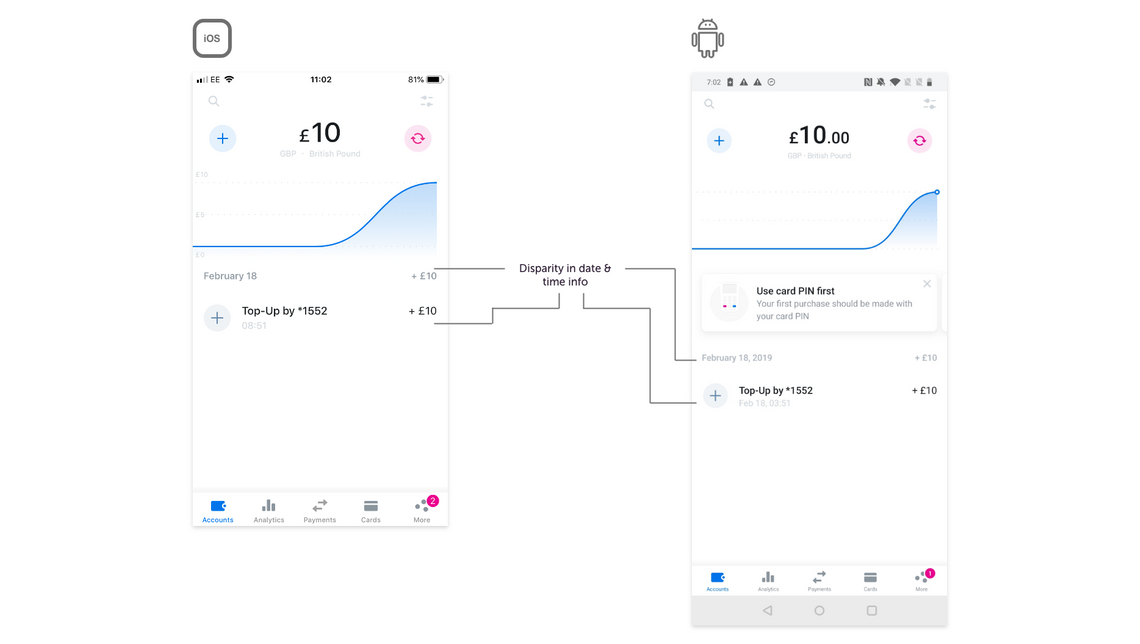 iOS
EE
11:02
81%
£10
GBP · British Pound
£10
£5
£0
February 18
+ £10
Top-Up by *1552
+ £10
08:51
Accounts
Analytics
Payments
Cards
More
2
Disparity in date &
time info
7:02
£10.00
GBP · British Pound
Use card PIN first
Your first purchase should be made with
your card PIN
February 18, 2019
+ £10
Top-Up by *1552
+ £10
Feb 18, 03:51
Accounts
Analytics
Payments
Cards
More
1